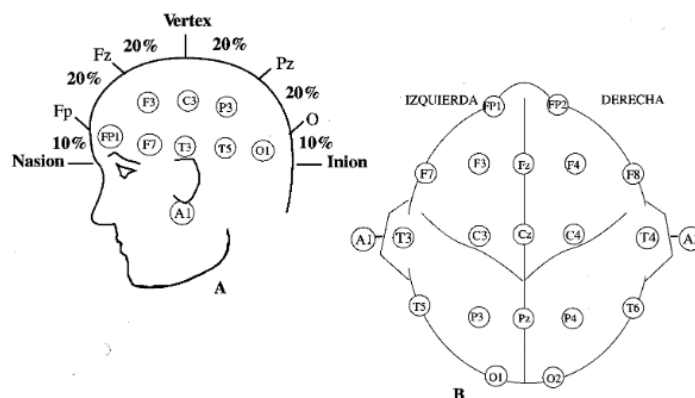 Vertex
20% 20%
Fz Pz
20% 20%
Fp O
10% 10%
Nasion Inion
F3 C3 P3
FP1 F7 T3 T5 O1
A1
A
IZQUIERDA DERECHA
FP1 FP2
F7 F3 Fz F4 F8
A1 T3 C3 Cz C4 T4
T5 P3 Pz P4 T6
O1 O2
B